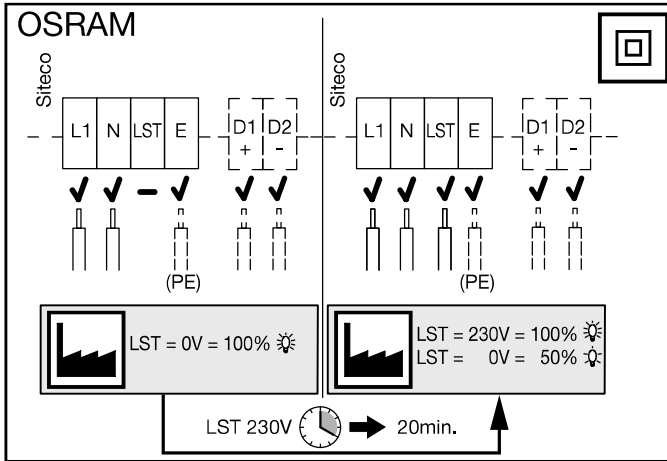 OSRAM
Siteco
L1 N LST E D1 + D2 -
(PE)
LST = 0V = 100%
Siteco
L1 N LST E D1 + D2 -
(PE)
LST = 230V = 100%
LST = 0V = 50%
LST 230V 20min.